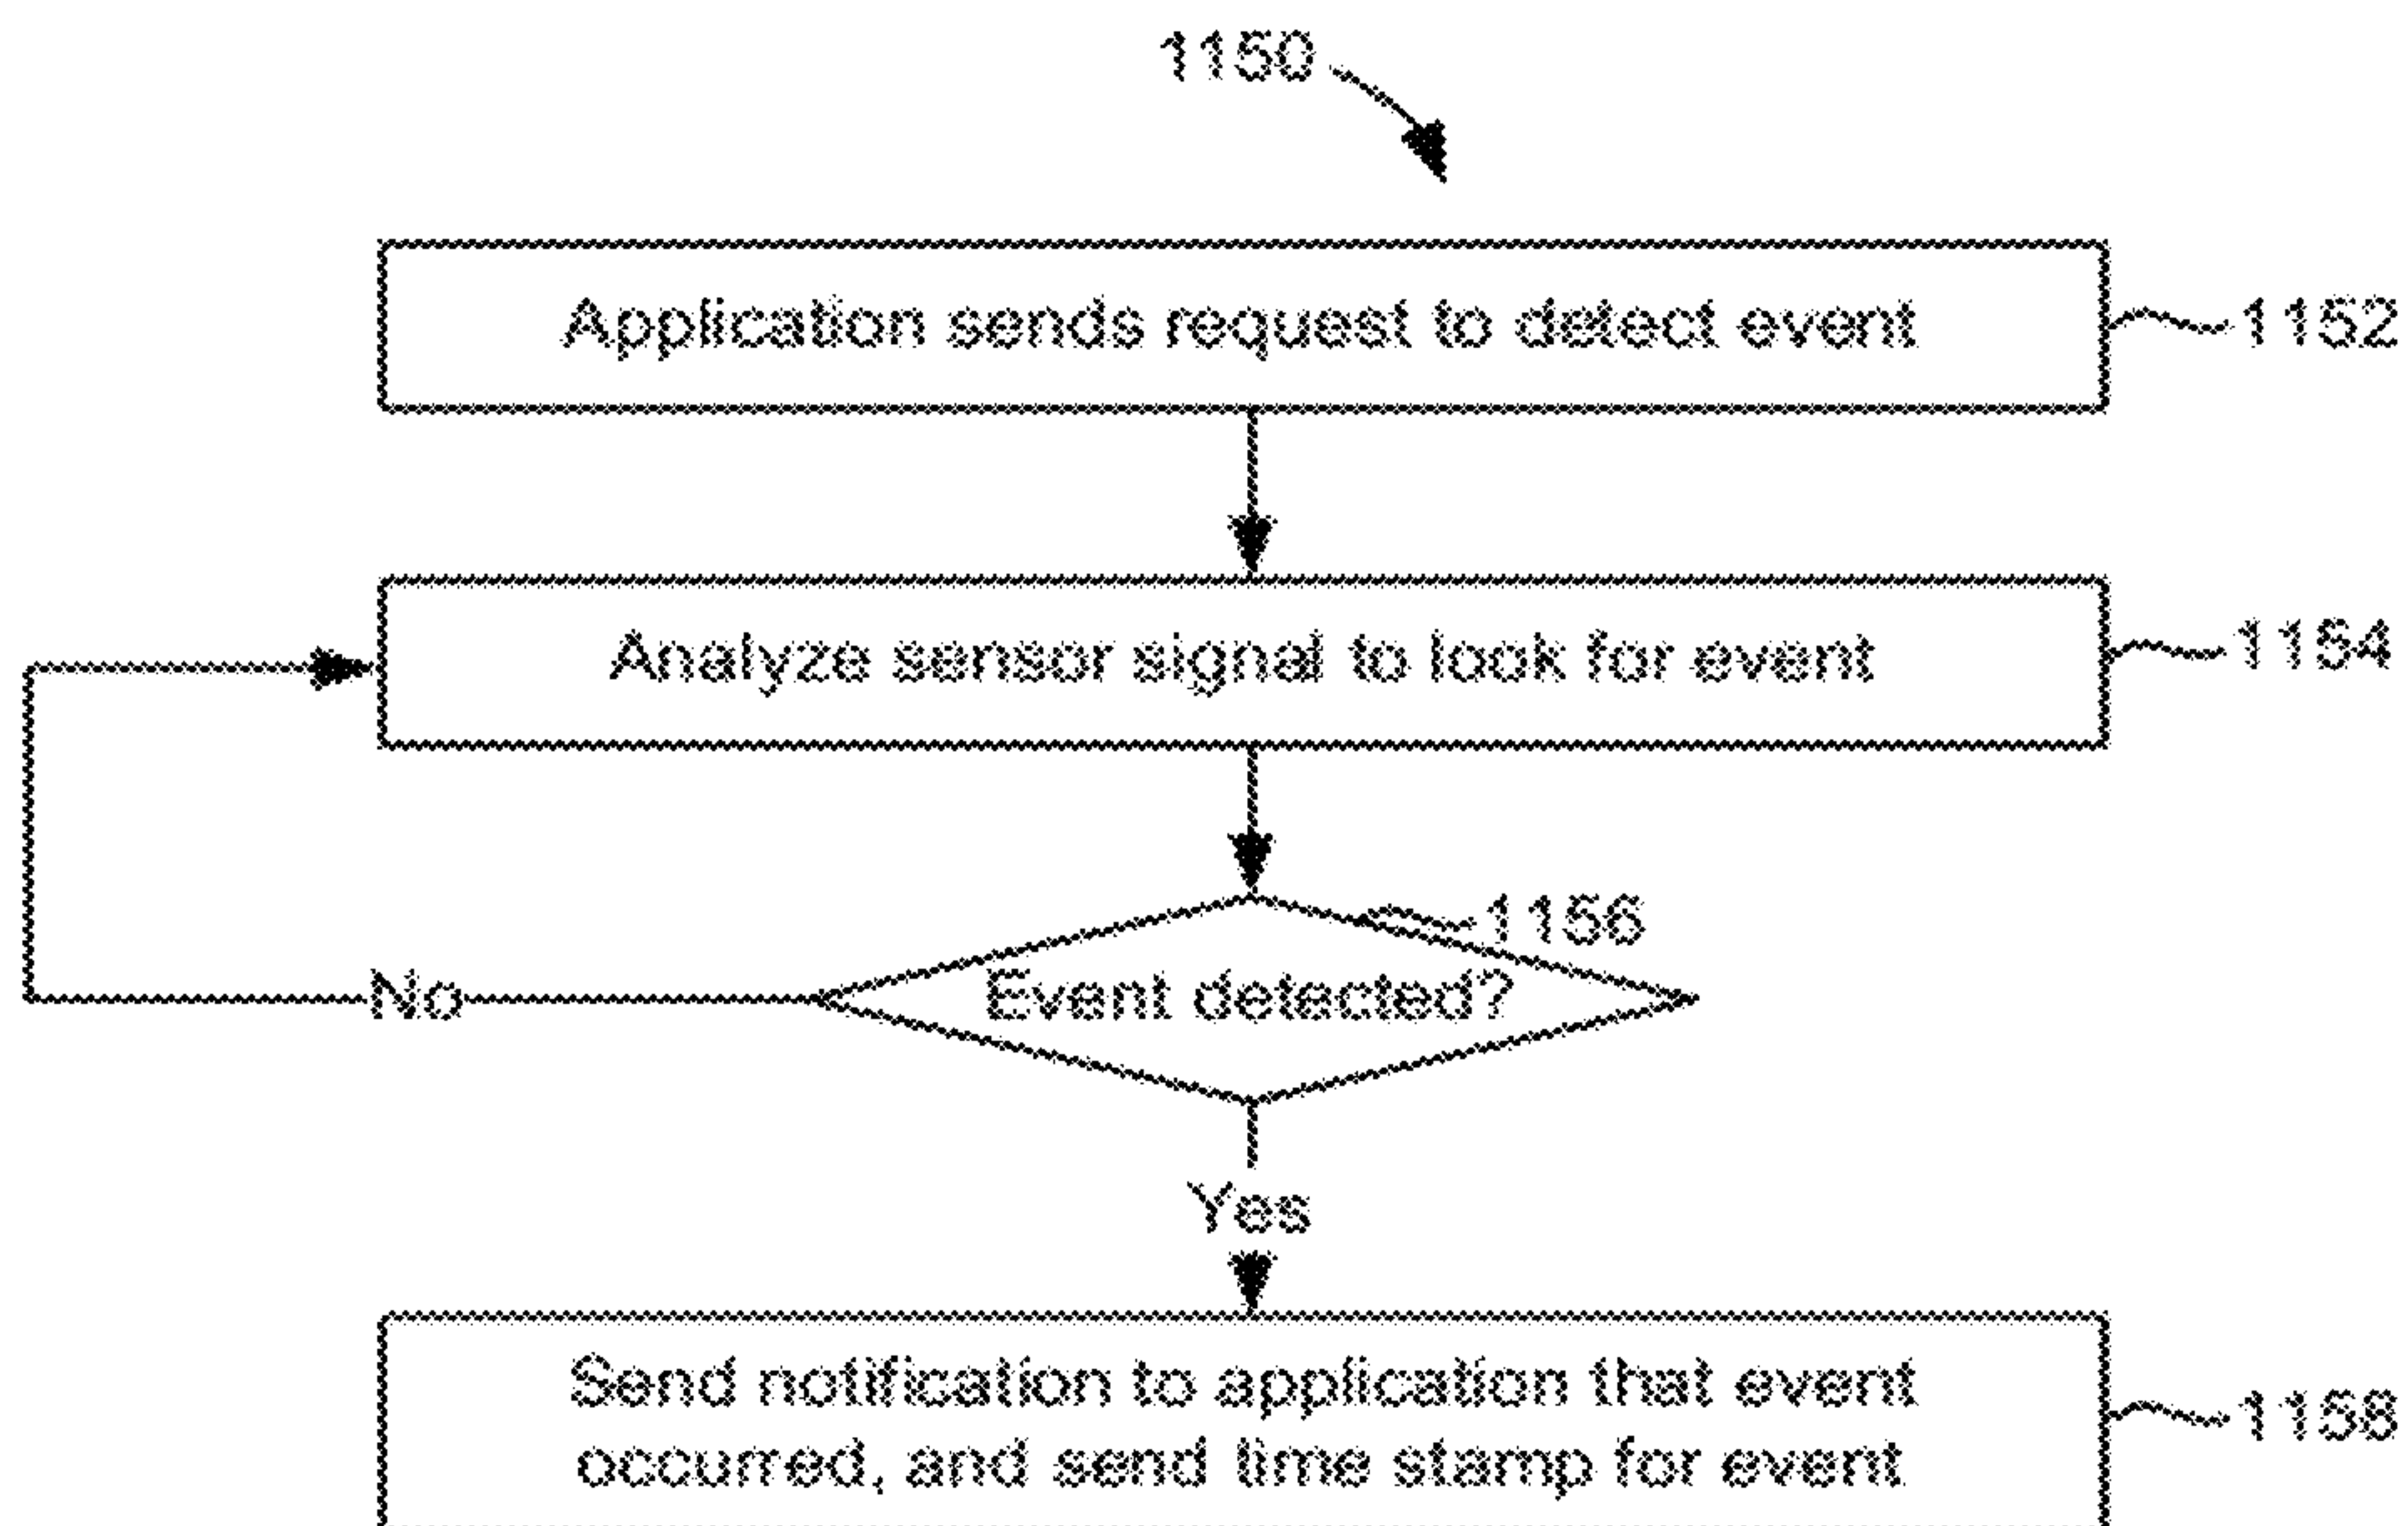 1150
Application sends request to detect event
1152
Analyze sensor signal to look for event
1154
1156
Event detected?
No
Yes
Send notification to application that event
occurred, and send time stamp for event
1158